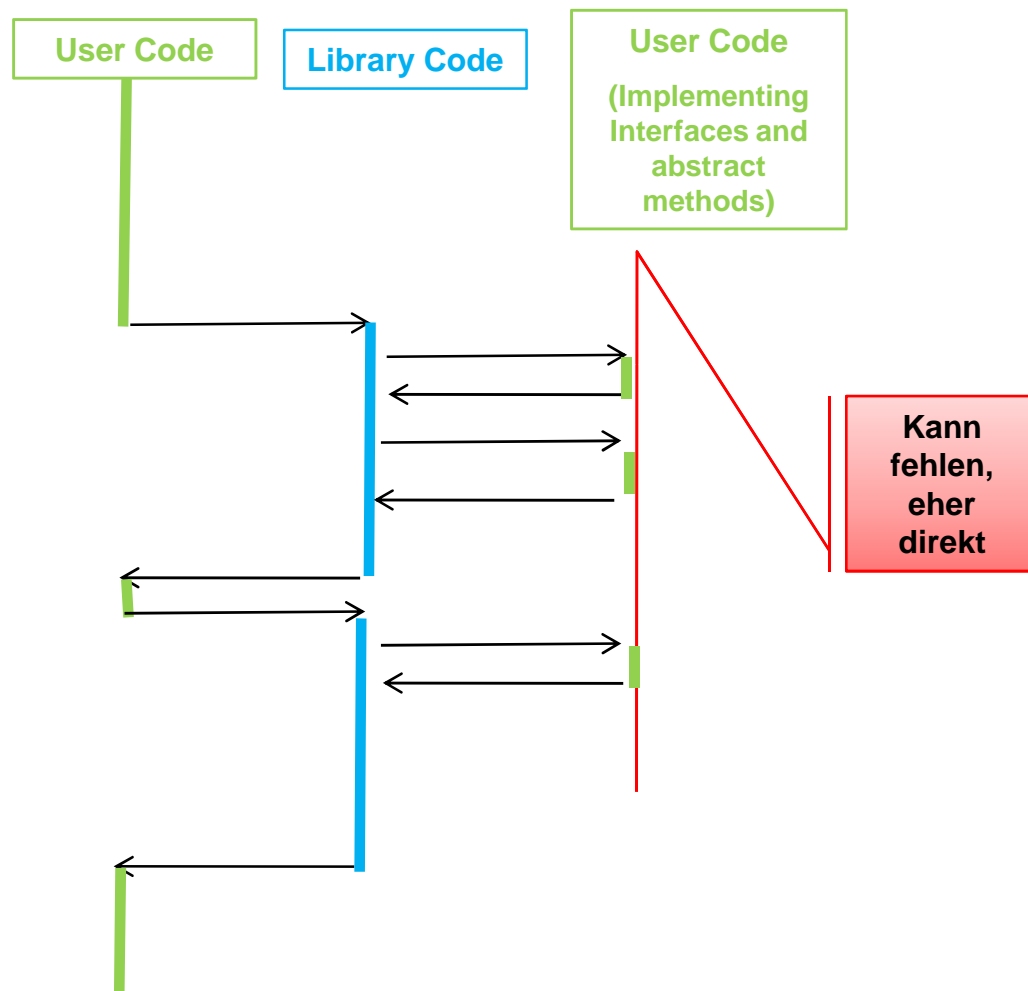 User Code
Library Code
User Code
(Implementing
Interfaces and
abstract
methods)
Kann
fehlen,
eher
direkt